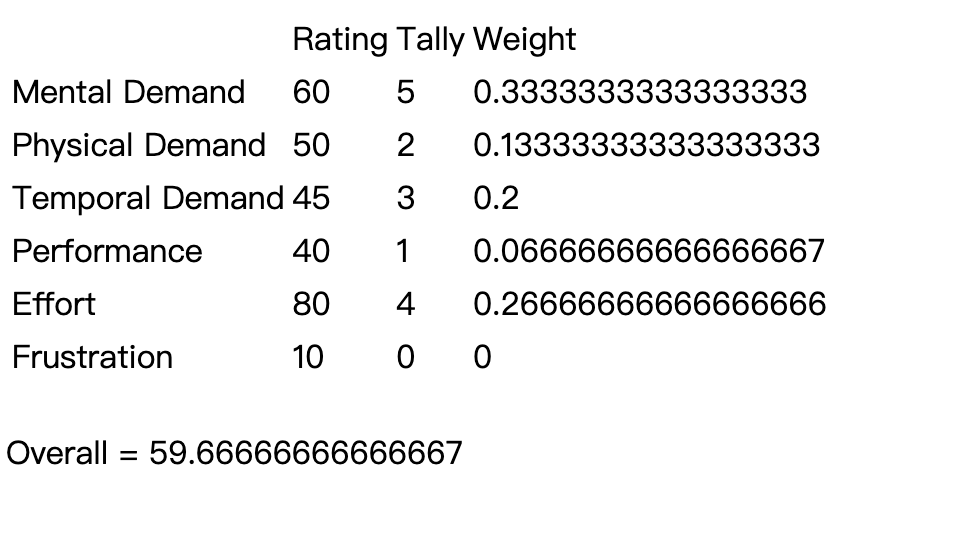 Rating Tally Weight
Mental Demand 60 5 0.3333333333333333
Physical Demand 50 2 0.13333333333333333
Temporal Demand 45 3 0.2
Performance 40 1 0.06666666666666667
Effort 80 4 0.26666666666666666
Frustration 10 0 0
Overall = 59.66666666666667